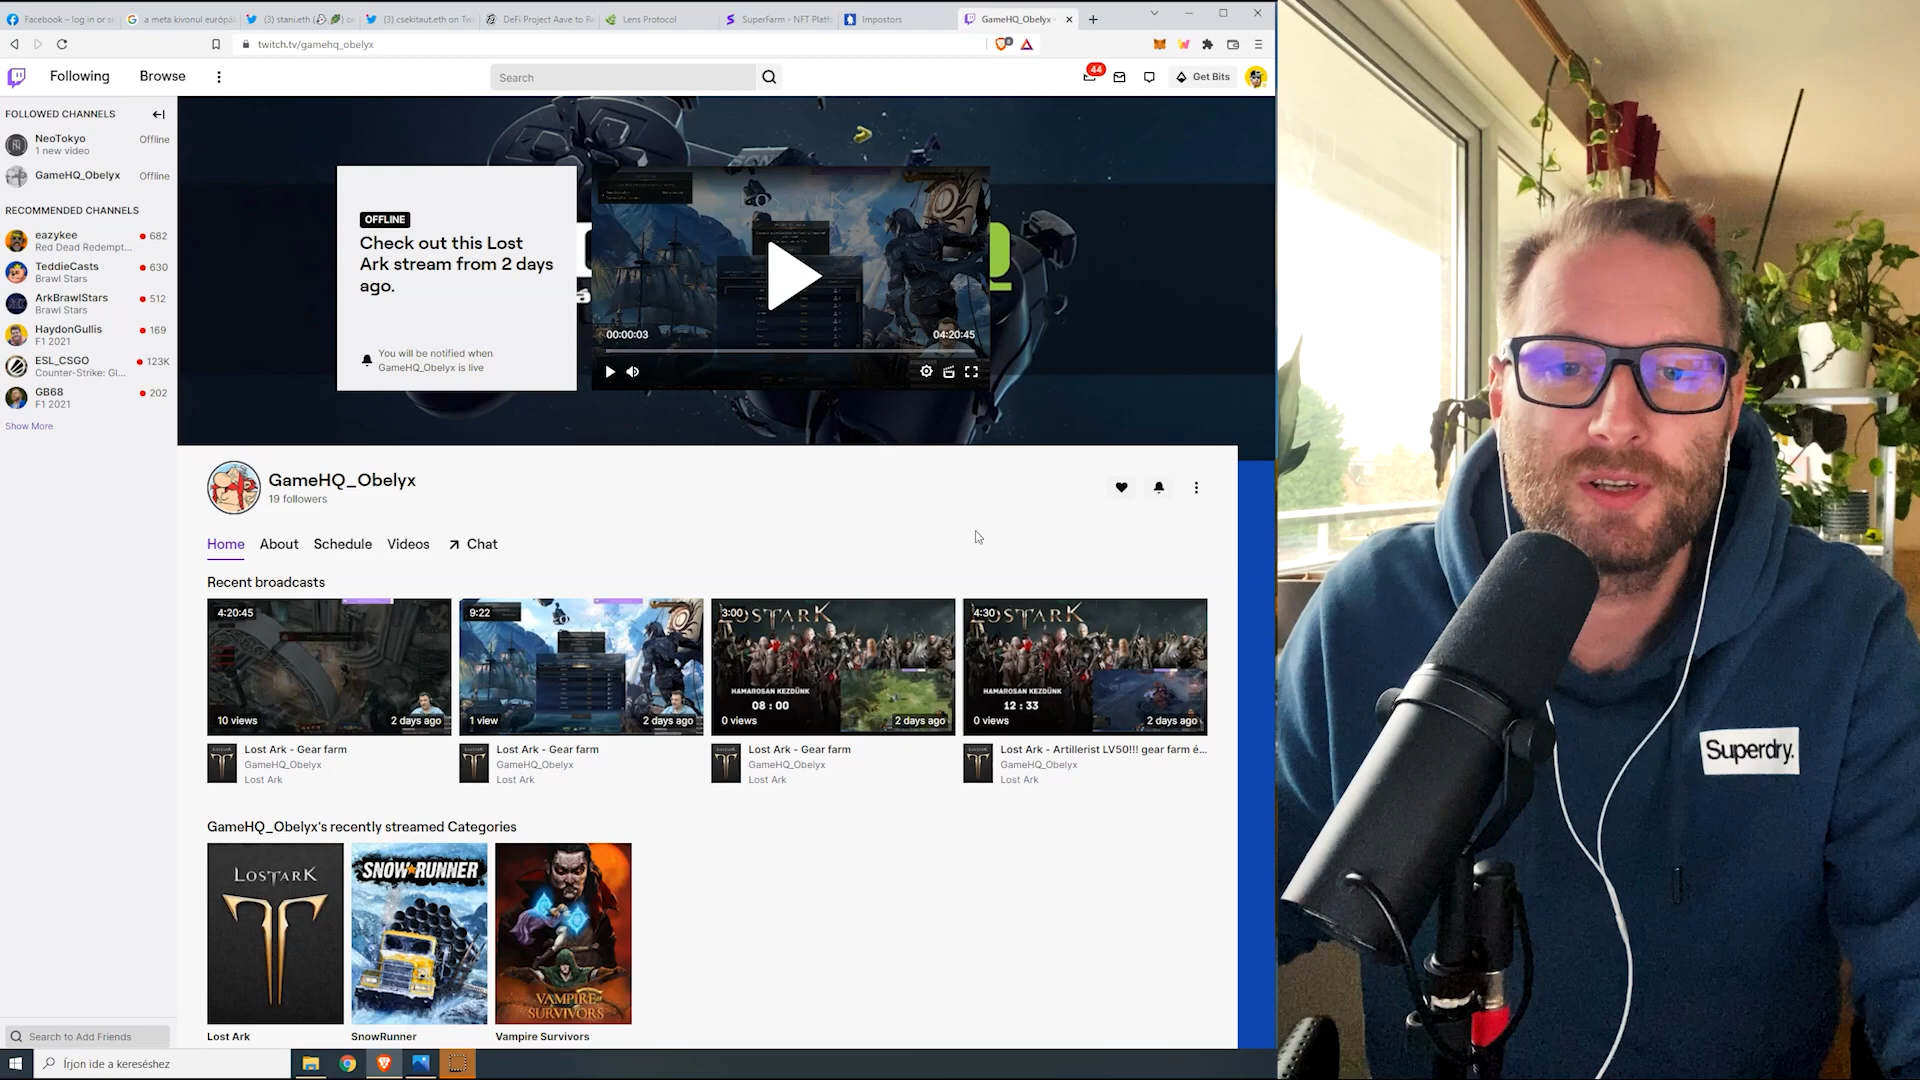 Facebook – log in or si
a meta kivonul európál
(3) stani.eth
(3) csekitaut.eth on Tw
DeFi Project Aave to Re
Lens Protocol
SuperFarm - NFT Platf
Impostors
GameHQ_Obelyx
twitch.tv/gamehq_obelyx
Following
Browse
Search
44
Get Bits
FOLLOWED CHANNELS
NeoTokyo
Offline
1 new video
GameHQ_Obelyx
Offline
RECOMMENDED CHANNELS
eazykee
682
Red Dead Redempt...
TeddieCasts
630
Brawl Stars
ArkBrawlStars
512
Brawl Stars
HaydonGullis
169
F1 2021
ESL_CSGO
123K
Counter-Strike: Gl...
GB68
202
F1 2021
Show More
OFFLINE
Check out this Lost
Ark stream from 2 days
ago.
You will be notified when
GameHQ_Obelyx is live
00:00:03
04:20:45
GameHQ_Obelyx
19 followers
Home
About
Schedule
Videos
Chat
Recent broadcasts
4:20:45
10 views
2 days ago
9:22
1 view
2 days ago
3:00
LOSTARK
HAMAROSAN KEZDÜNK
08 : 00
0 views
2 days ago
4:30
LOSTARK
HAMAROSAN KEZDÜNK
12 : 33
0 views
2 days ago
Lost Ark - Gear farm
GameHQ_Obelyx
Lost Ark
Lost Ark - Gear farm
GameHQ_Obelyx
Lost Ark
Lost Ark - Gear farm
GameHQ_Obelyx
Lost Ark
Lost Ark - Artillerist LV50!!! gear farm é...
GameHQ_Obelyx
Lost Ark
GameHQ_Obelyx's recently streamed Categories
LOSTARK
SNOWRUNNER
VAMPIRE
SURVIVORS
Lost Ark
SnowRunner
Vampire Survivors
Search to Add Friends
Írjon ide a kereséshez
Superdry.